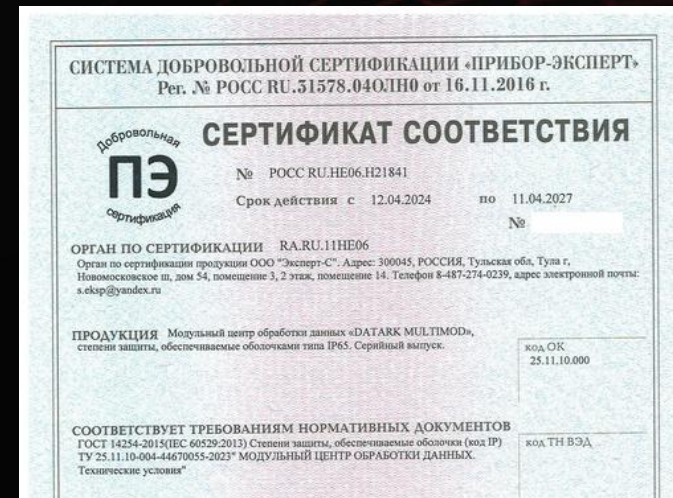 СИСТЕМА ДОБРОВОЛЬНОЙ СЕРТИФИКАЦИИ «ПРИБОР-ЭКСПЕРТ»
Рег. № РОСС RU.31578.04ОЛН0 от 16.11.2016 г.
Добровольная
ПЭ
сертификация
СЕРТИФИКАТ СООТВЕТСТВИЯ
№ РОСС RU.НЕ06.Н21841
Срок действия с 12.04.2024 по 11.04.2027
№
ОРГАН ПО СЕРТИФИКАЦИИ RA.RU.11НЕ06
Орган по сертификации продукции ООО "Эксперт-С". Адрес: 300045, РОССИЯ, Тульская обл, Тула г,
Новомосковское ш, дом 54, помещение 3, 2 этаж, помещение 14. Телефон 8-487-274-0239, адрес электронной почты:
s.eksp@yandex.ru
ПРОДУКЦИЯ Модульный центр обработки данных «DATARK MULTIMOD»,
степени защиты, обеспечиваемые оболочками типа IP65. Серийный выпуск.
код ОК
25.11.10.000
СООТВЕТСТВУЕТ ТРЕБОВАНИЯМ НОРМАТИВНЫХ ДОКУМЕНТОВ
ГОСТ 14254-2015(IEC 60529:2013) Степени защиты, обеспечиваемые оболочки (код IP)
ТУ 25.11.10-004-44670055-2023" МОДУЛЬНЫЙ ЦЕНТР ОБРАБОТКИ ДАННЫХ.
Технические условия"
код ТН ВЭД